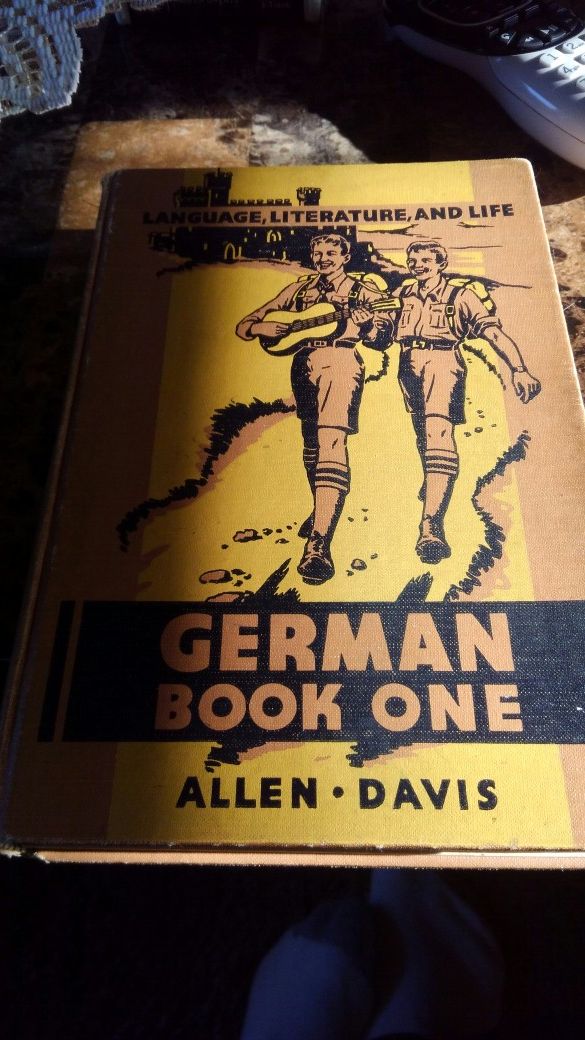 LANGUAGE, LITERATURE, AND LIFE
GERMAN
BOOK ONE
ALLEN • DAVIS